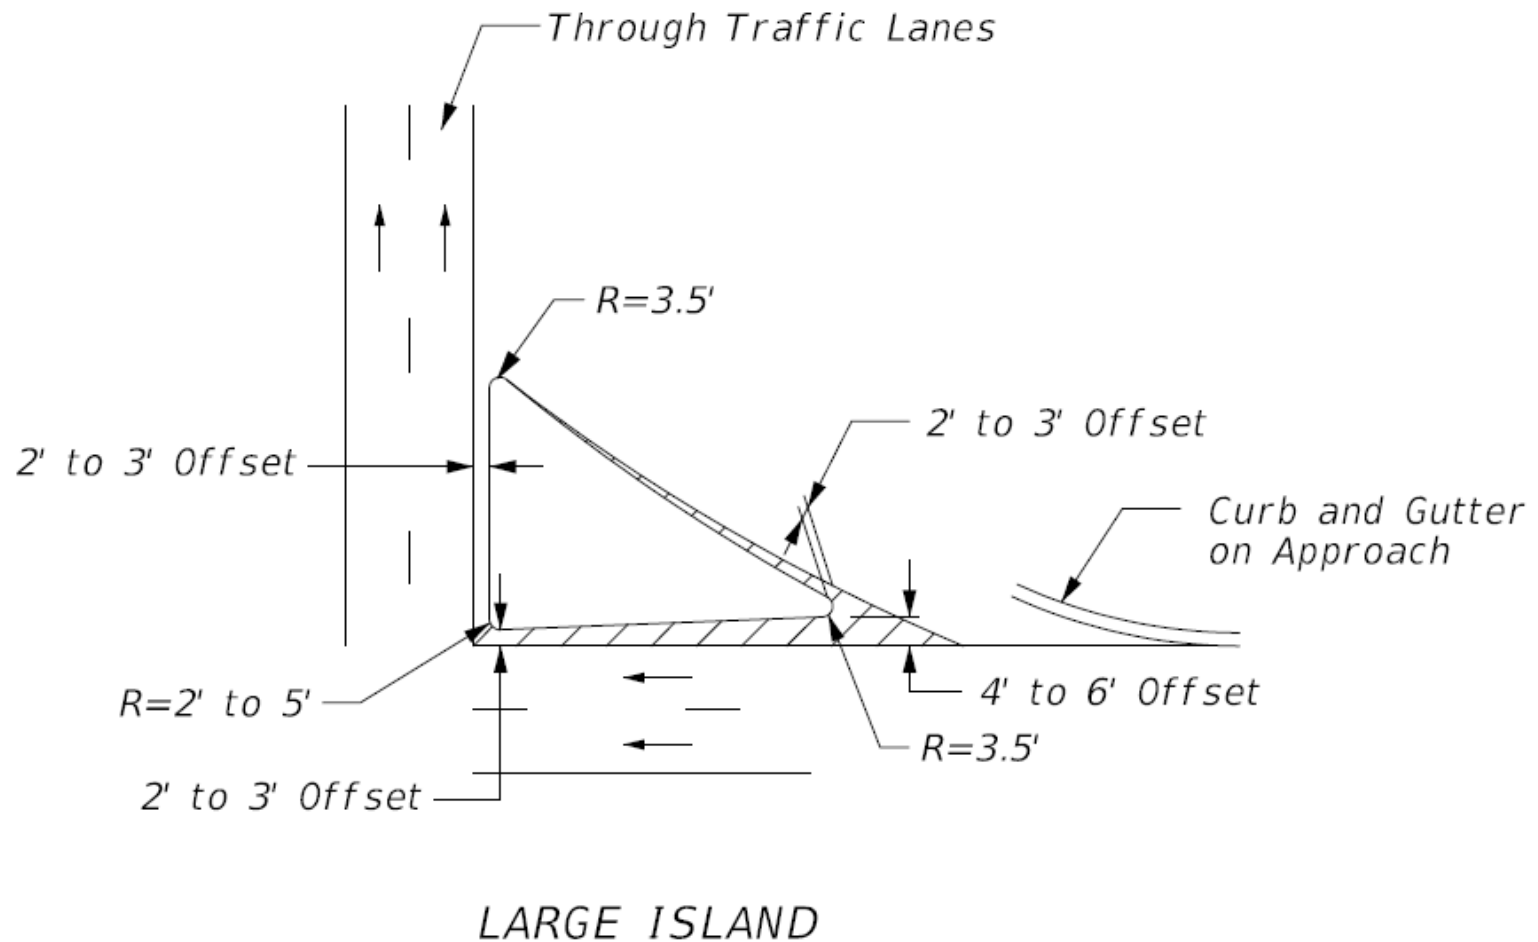 Through Traffic Lanes
R=3.5'
2' to 3' Offset
2' to 3' Offset
Curb and Gutter
on Approach
R=2' to 5'
4' to 6' Offset
R=3.5'
2' to 3' Offset
LARGE ISLAND